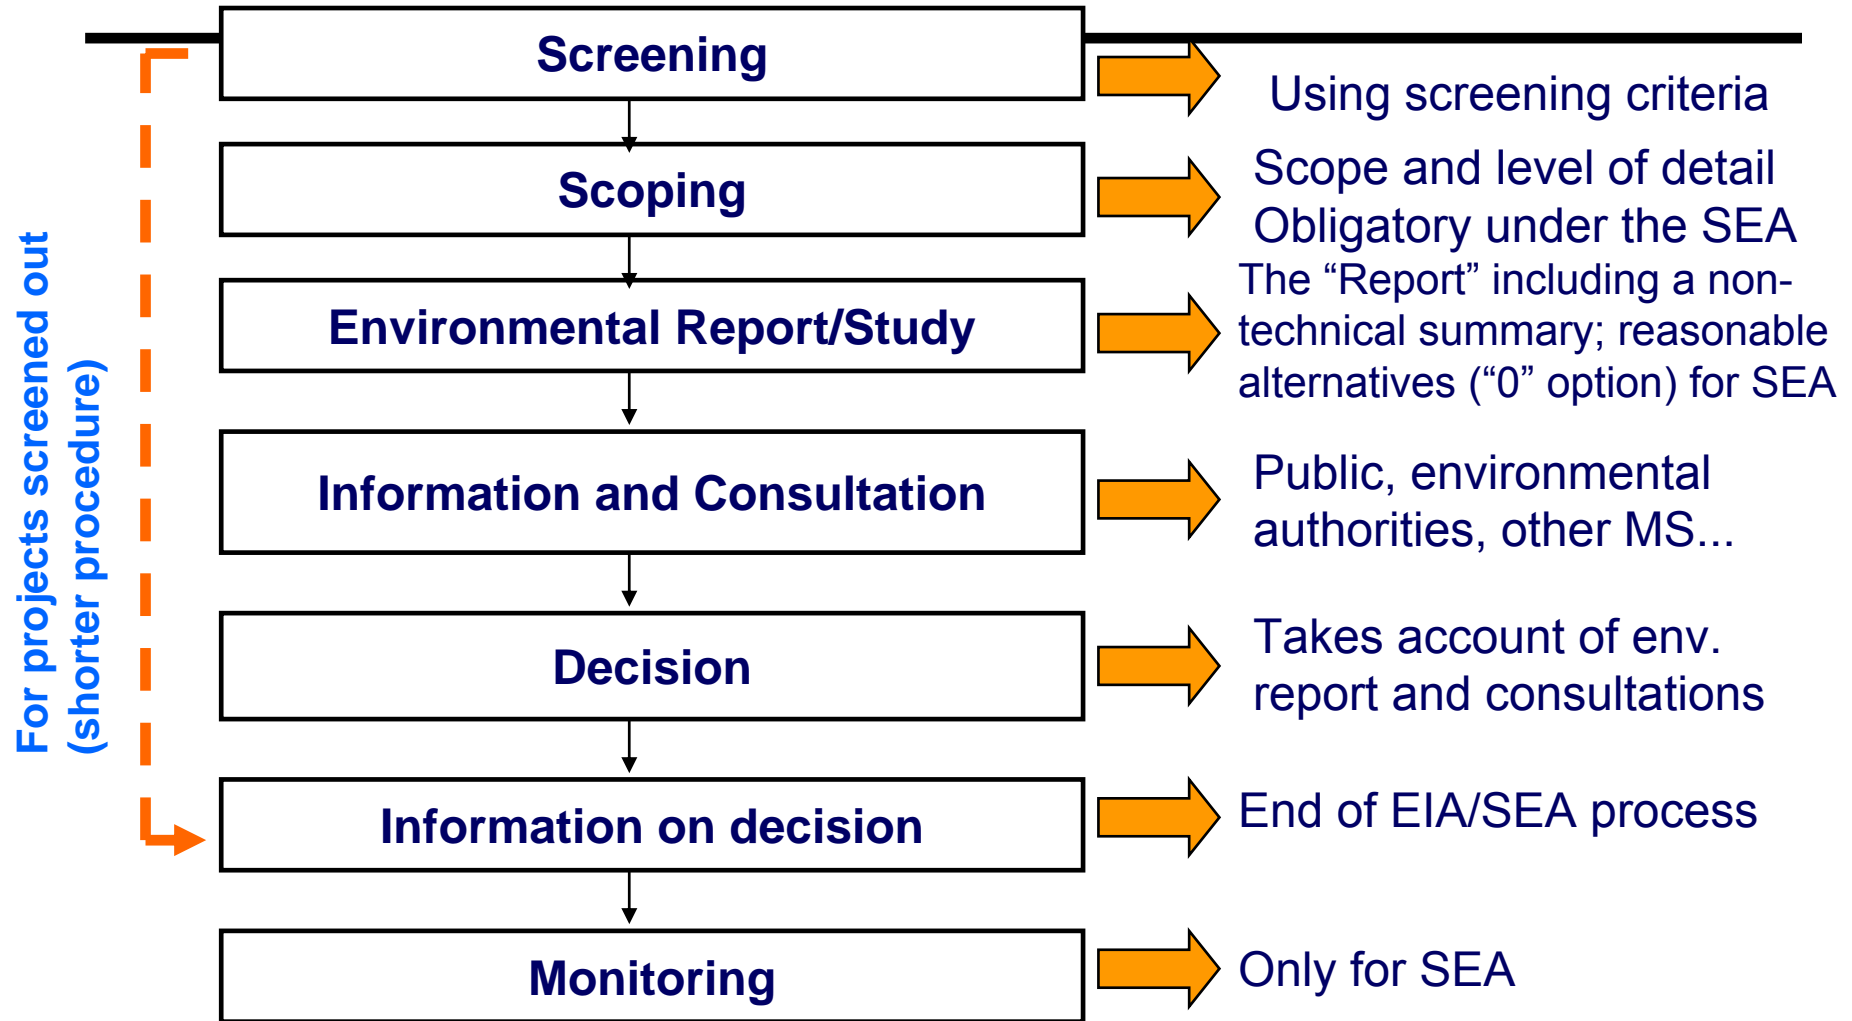 Screening
Using screening criteria
Scoping
Scope and level of detail
Obligatory under the SEA
Environmental Report/Study
The “Report” including a non-
technical summary; reasonable
alternatives (“0” option) for SEA
Information and Consultation
Public, environmental
authorities, other MS...
Decision
Takes account of env.
report and consultations
Information on decision
End of EIA/SEA process
Monitoring
Only for SEA
For projects screened out
(shorter procedure)